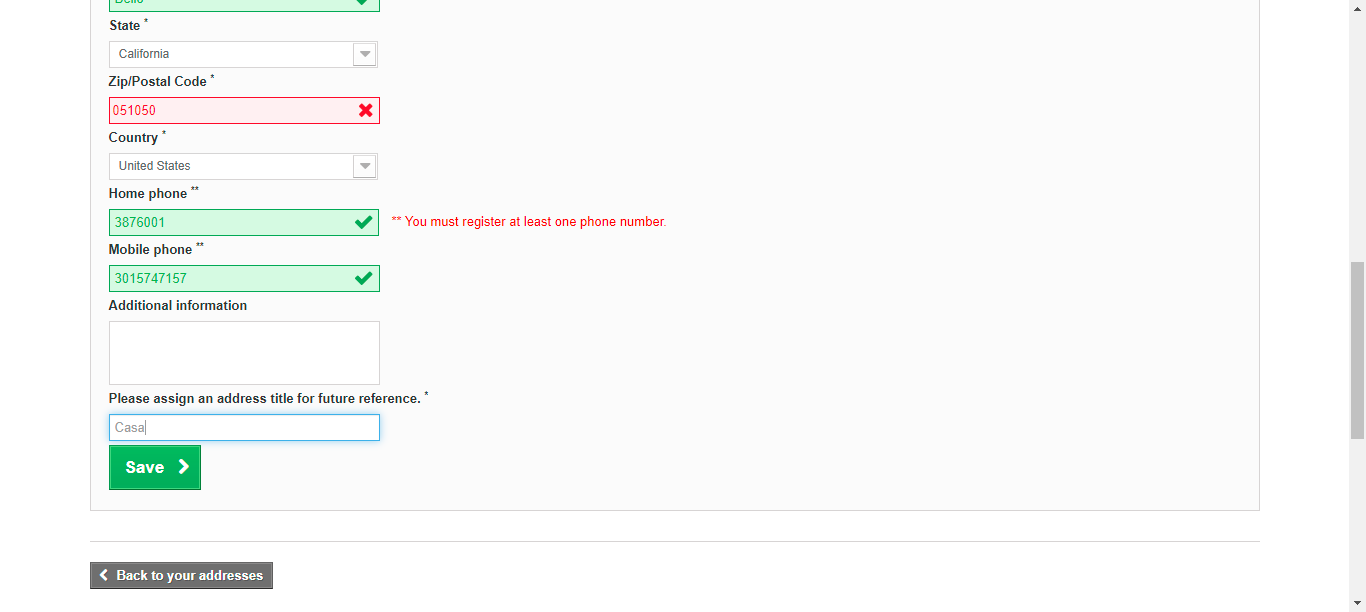 Bello
State *
California
Zip/Postal Code *
051050
Country *
United States
Home phone **
3876001
** You must register at least one phone number.
Mobile phone **
3015747157
Additional information
Please assign an address title for future reference. *
Casa
Save
Back to your addresses